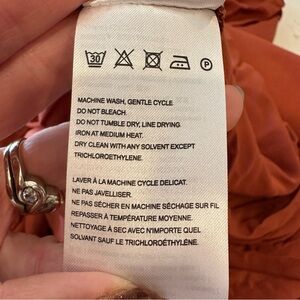 30
P
MACHINE WASH, GENTLE CYCLE
DO NOT BLEACH.
DO NOT TUMBLE DRY, LINE DRYING.
IRON AT MEDIUM HEAT.
DRY CLEAN WITH ANY SOLVENT EXCEPT
TRICHLOROETHYLENE.
LAVER À LA MACHINE CYCLE DELICAT.
NE PAS JAVELLISER.
NE PAS SÉCHER EN MACHINE SÉCHAGE SUR FIL
REPASSER À TEMPÉRATURE MOYENNE.
NETTOYAGE À SEC AVEC N'IMPORTE QUEL
SOLVANT SAUF LE TRICHLOROÉTHYLÈNE.